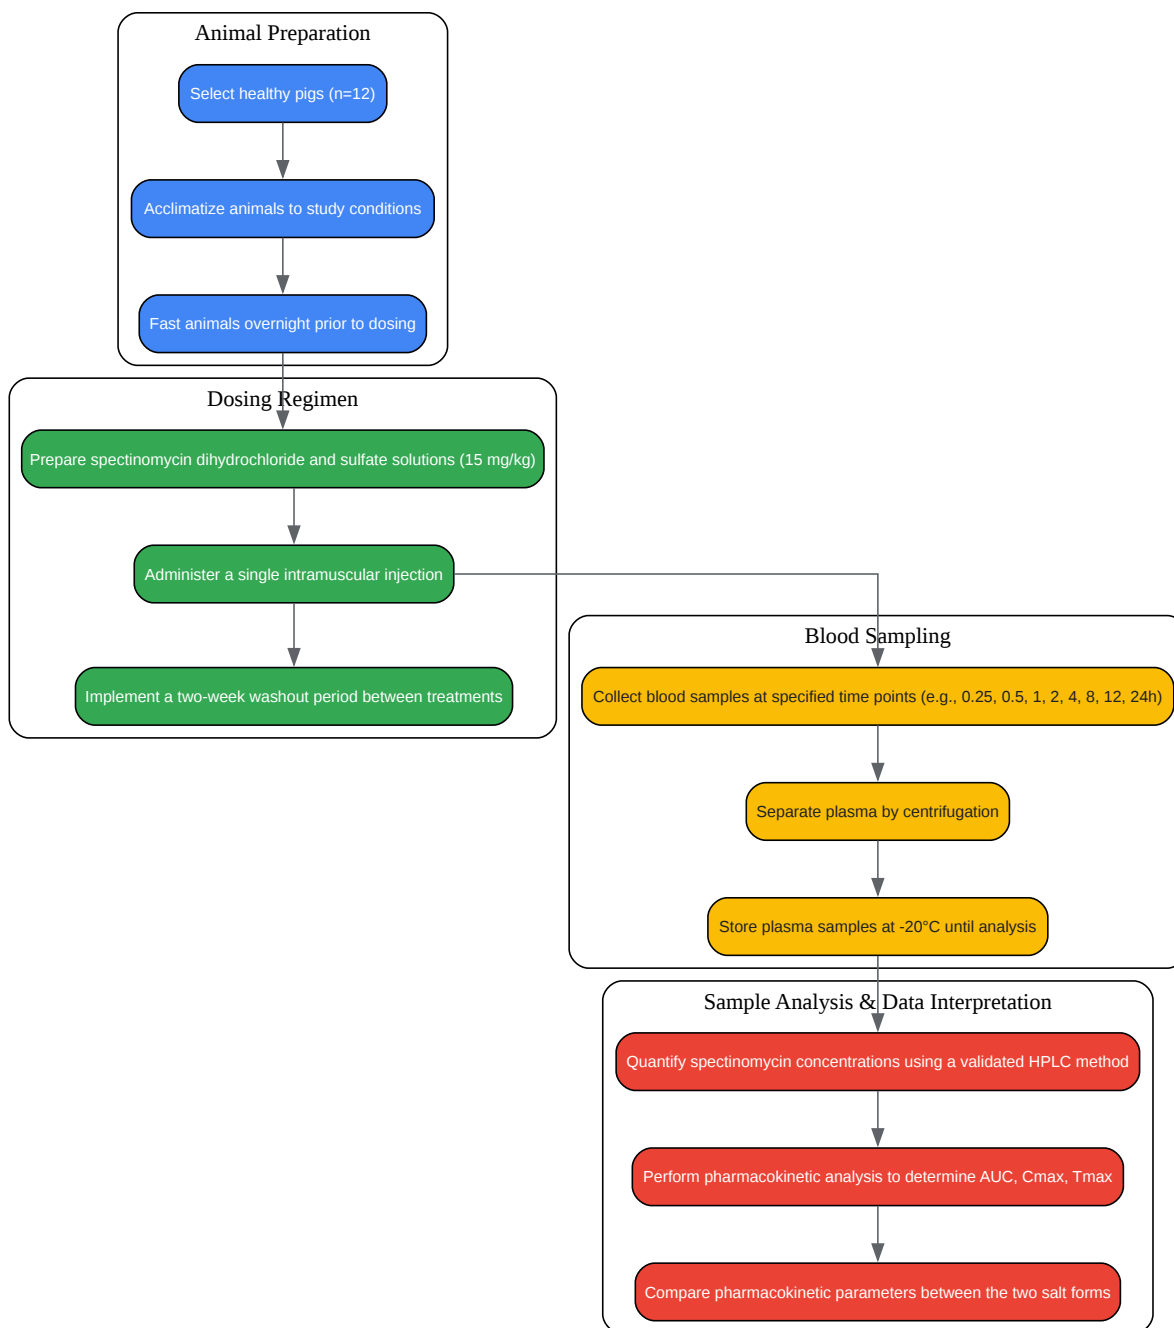 Animal Preparation
Select healthy pigs (n=12)
Acclimatize animals to study conditions
Fast animals overnight prior to dosing
Dosing Regimen
Prepare spectinomycin dihydrochloride and sulfate solutions (15 mg/kg)
Administer a single intramuscular injection
Implement a two-week washout period between treatments
Blood Sampling
Collect blood samples at specified time points (e.g., 0.25, 0.5, 1, 2, 4, 8, 12, 24h)
Separate plasma by centrifugation
Store plasma samples at -20°C until analysis
Sample Analysis & Data Interpretation
Quantify spectinomycin concentrations using a validated HPLC method
Perform pharmacokinetic analysis to determine AUC, Cmax, Tmax
Compare pharmacokinetic parameters between the two salt forms